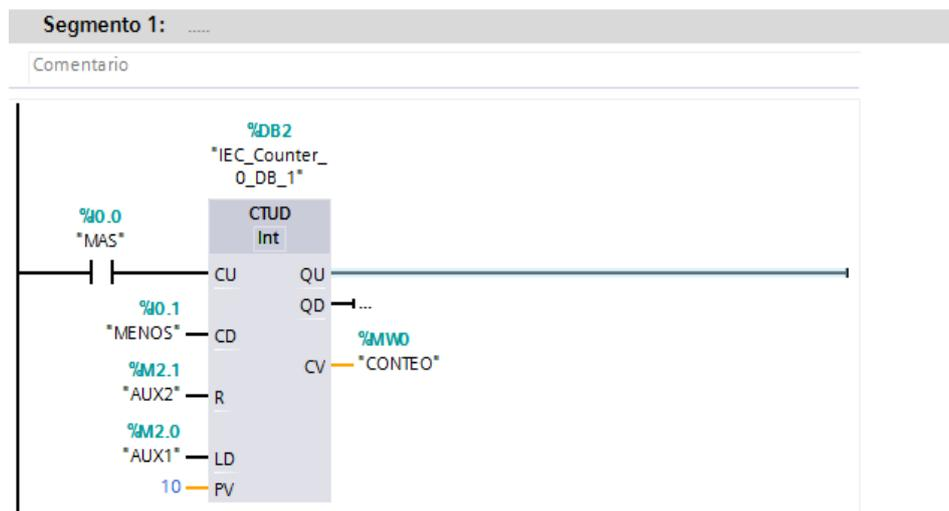 Segmento 1: .....
Comentario
%DB2
"IEC_Counter_
0_DB_1"
CTUD
Int
%I0.0
"MAS"
CU
QU
QD
...
%I0.1
"MENOS"
CD
%MW0
CV
"CONTEO"
%M2.1
"AUX2"
R
%M2.0
"AUX1"
LD
10
PV